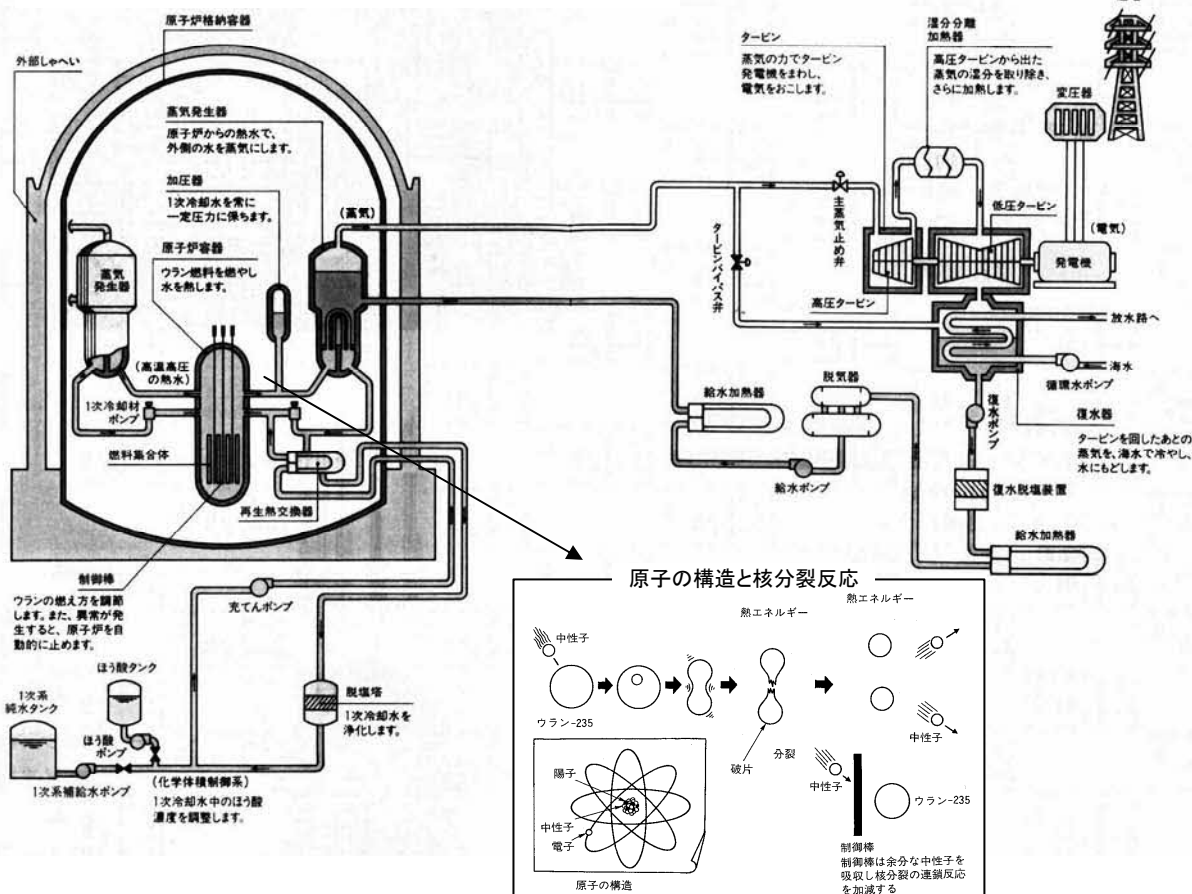 原子炉格納容器
外部しゃへい
蒸気発生器
原子炉からの熱水で、
外側の水を蒸気にします。
加圧器
1次冷却水を常に
一定圧力に保ちます。
(蒸気)
原子炉容器
ウラン燃料を燃やし
水を熱します。
蒸気
発生器
(高温高圧
の熱水)
1次冷却材
ポンプ
燃料集合体
再生熱交換器
制御棒
ウランの燃え方を調節
します。また、異常が発
生すると、原子炉を自
動的に止めます。
充てんポンプ
ほう酸タンク
1次系
純水タンク
ほう酸
ポンプ
1次系補給水ポンプ
脱塩塔
1次冷却水を
浄化します。
(化学体積制御系)
1次冷却水中のほう酸
濃度を調整します。
タービン
蒸気の力でタービン
発電機をまわし、
電気をおこします。
湿分分離
加熱器
高圧タービンから出た
蒸気の湿分を取り除き、
さらに加熱します。
変圧器
主蒸気止め弁
タービンバイパス弁
低圧タービン
(電気)
発電機
高圧タービン
放水路へ
海水
循環水ポンプ
脱気器
給水加熱器
復水ポンプ
復水器
タービンを回したあとの
蒸気を、海水で冷やし、
水にもどします。
給水ポンプ
復水脱塩装置
給水加熱器
原子の構造と核分裂反応
熱エネルギー
熱エネルギー
中性子
ウラン-235
破片
分裂
中性子
中性子
ウラン-235
陽子
中性子
電子
原子の構造
制御棒
制御棒は余分な中性子を
吸収し核分裂の連鎖反応
を加減する